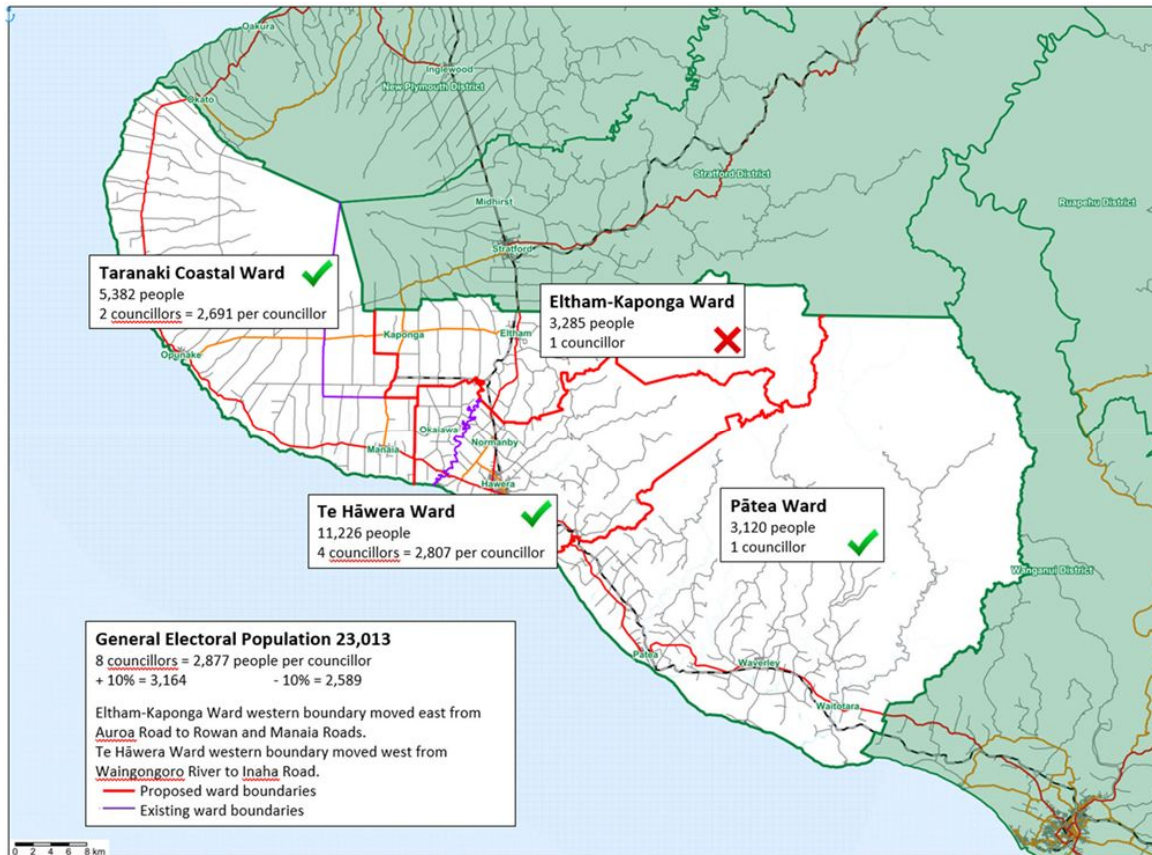 Oakura
Inglewood
New Plymouth District
Okato
Stratford District
Midhirst
Ruapehu District
Stratford
Taranaki Coastal Ward
5,382 people
2 councillors = 2,691 per councillor
Eltham-Kaponga Ward
3,285 people
1 councillor
Kaponga
Eltham
Opunake
Okaiawa
Normanby
Manaia
Hawera
Te Hāwera Ward
11,226 people
4 councillors = 2,807 per councillor
Pātea Ward
3,120 people
1 councillor
Wanganui District
General Electoral Population 23,013
8 councillors = 2,877 people per councillor
+ 10% = 3,164 - 10% = 2,589
Eltham-Kaponga Ward western boundary moved east from
Auroa Road to Rowan and Manaia Roads.
Te Hāwera Ward western boundary moved west from
Waingongoro River to Inaha Road.
Proposed ward boundaries
Existing ward boundaries
Patea
Waverley
Waitotara
0 2 4 6 8 km